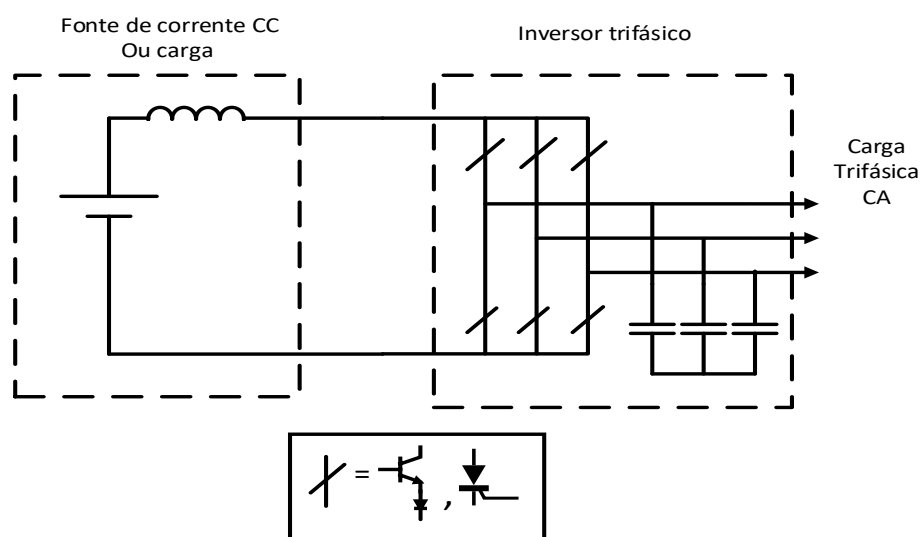 Fonte de corrente CC
Ou carga
Inversor trifásico
Carga
Trifásica
CA
= ,